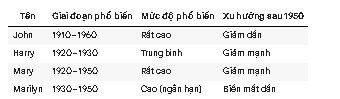 Tên Giai đoạn phổ biến Mức độ phổ biến Xu hướng sau 1950
John 1910–1960 Rất cao Giảm dần
Harry 1920–1930 Trung bình Giảm mạnh
Mary 1920–1950 Rất cao Giảm mạnh
Marilyn 1930–1950 Cao (ngắn hạn) Biến mất dần